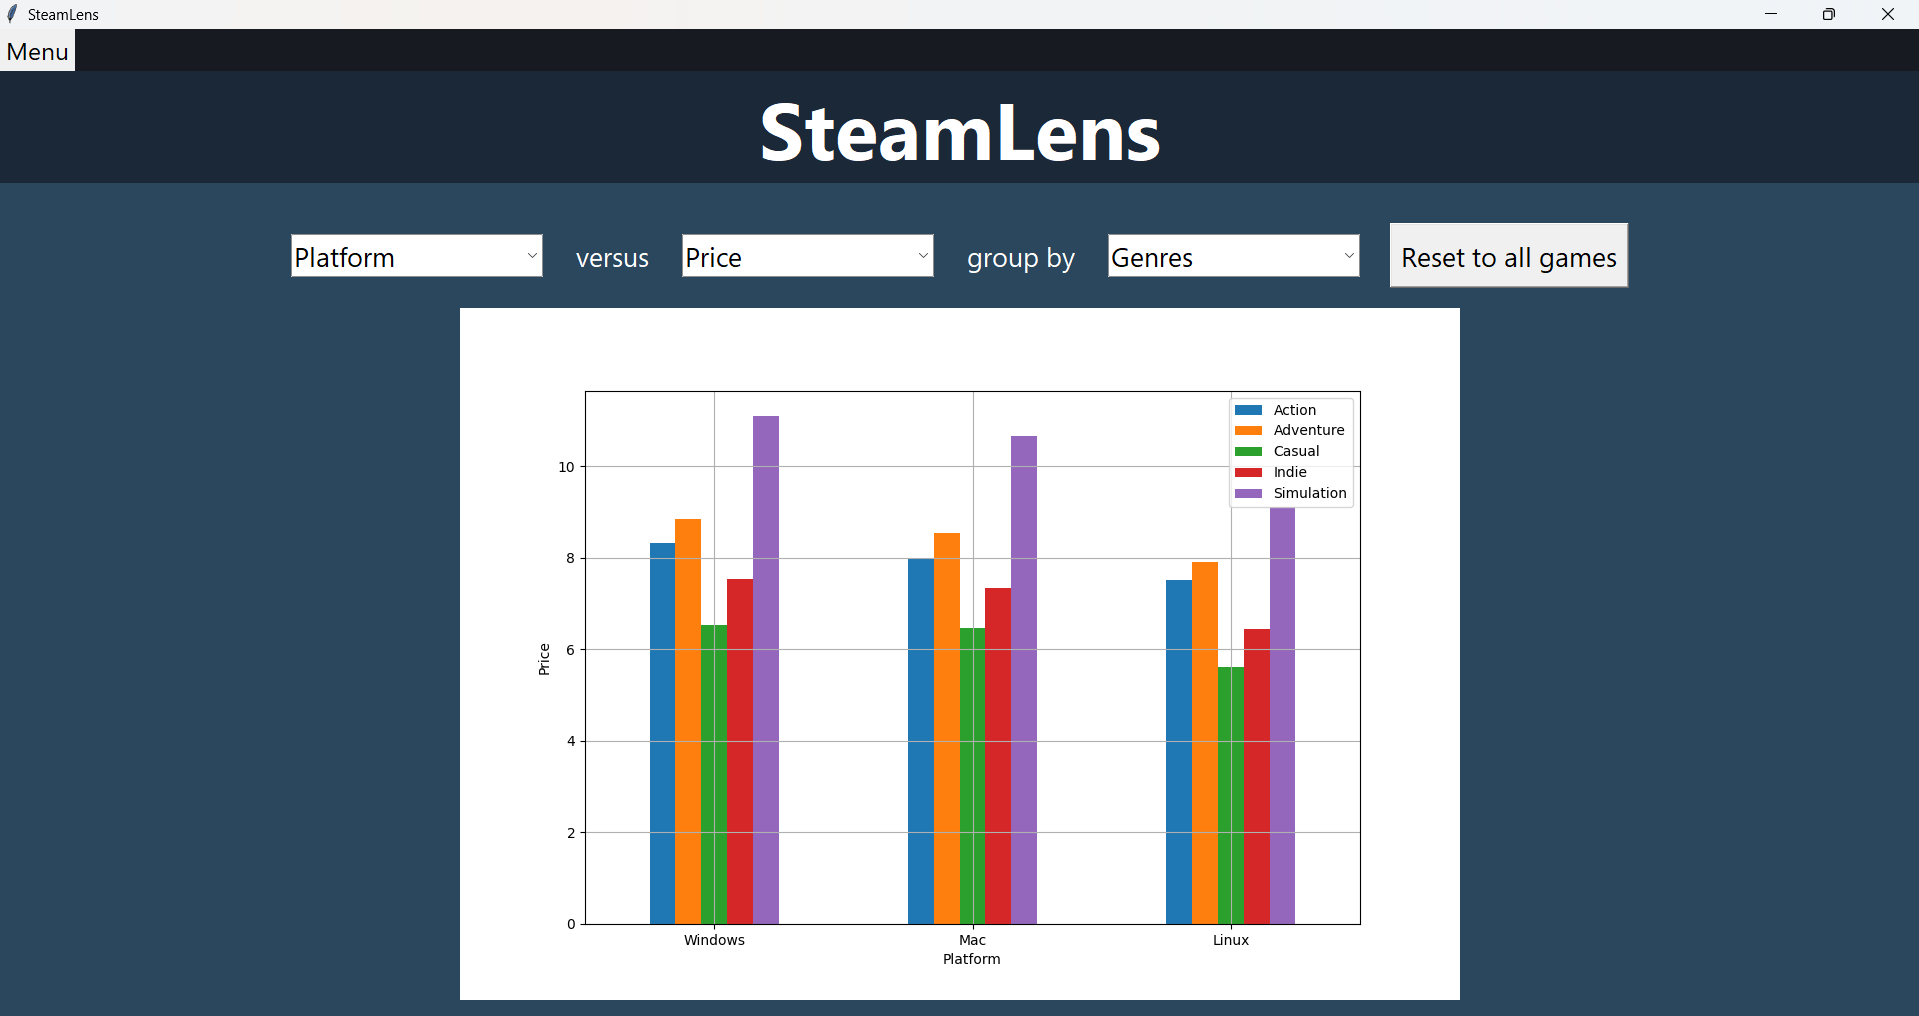 SteamLens
Menu
SteamLens
Platform versus Price group by Genres Reset to all games
Action
Adventure
Casual
Indie
Simulation
10
8
6
4
2
0
Price
Windows Mac Linux
Platform